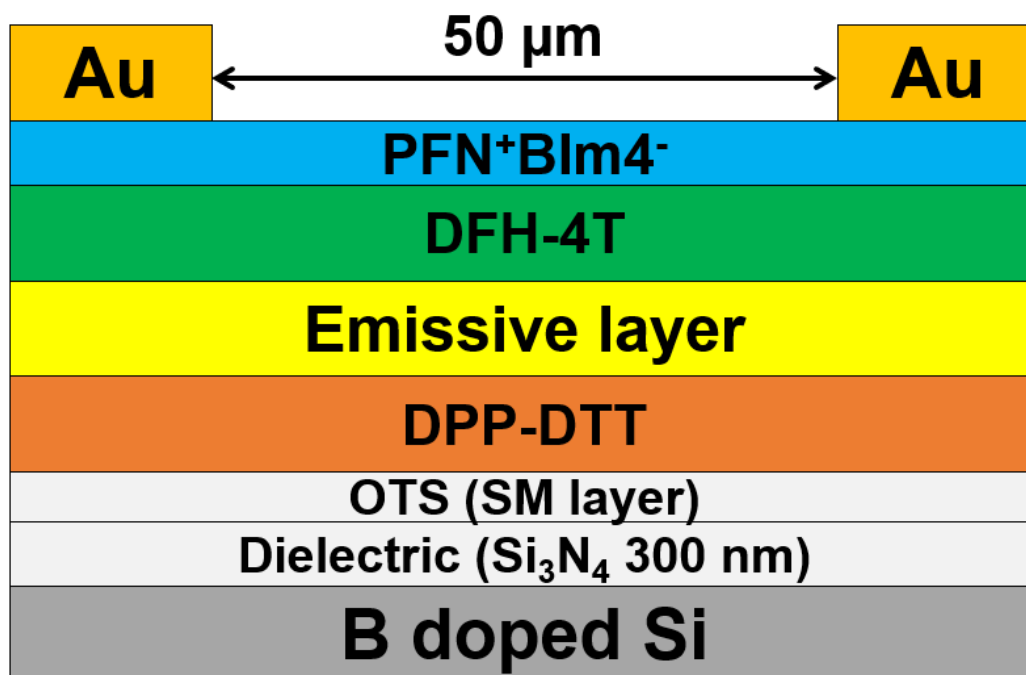 50 µm
Au
Au
PFN⁺BIm4⁻
DFH-4T
Emissive layer
DPP-DTT
OTS (SM layer)
Dielectric (Si₃N₄ 300 nm)
B doped Si